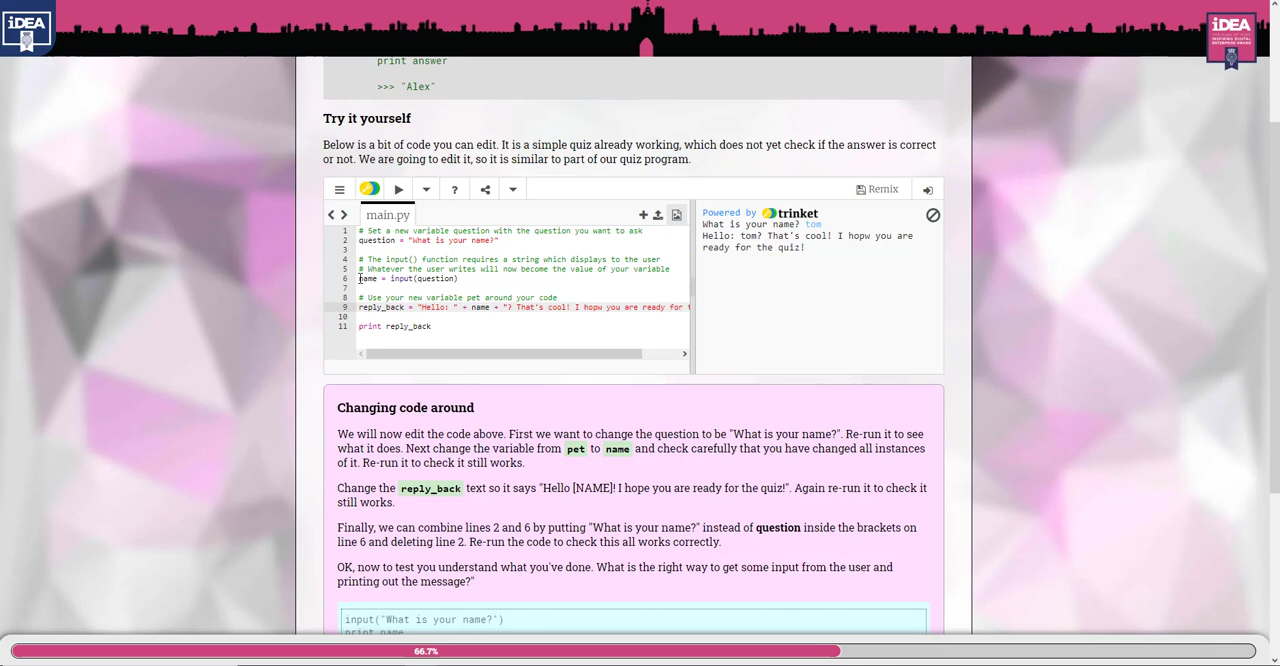 iDEA
iDEA
INSPIRING DIGITAL
ENTERPRISE AWARD
print answer
>>> "Alex"
Try it yourself
Below is a bit of code you can edit. It is a simple quiz already working, which does not yet check if the answer is correct
or not. We are going to edit it, so it is similar to part of our quiz program.
? Remix
main.py
1 # Set a new variable question with the question you want to ask
2 question = "What is your name?"
3
4 # The input() function requires a string which displays to the user
5 # Whatever the user writes will now become the value of your variable
6 name = input(question)
7
8 # Use your new variable pet around your code
9 reply_back = "Hello: " + name + "? That's cool! I hopw you are ready for t
10
11 print reply_back
Powered by trinket
What is your name? tom
Hello: tom? That's cool! I hopw you are
ready for the quiz!
Changing code around
We will now edit the code above. First we want to change the question to be "What is your name?". Re-run it to see
what it does. Next change the variable from pet to name and check carefully that you have changed all instances
of it. Re-run it to check it still works.
Change the reply_back text so it says "Hello [NAME]! I hope you are ready for the quiz!". Again re-run it to check it
still works.
Finally, we can combine lines 2 and 6 by putting "What is your name?" instead of question inside the brackets on
line 6 and deleting line 2. Re-run the code to check this all works correctly.
OK, now to test you understand what you've done. What is the right way to get some input from the user and
printing out the message?"
input("What is your name?")
print name
66.7%